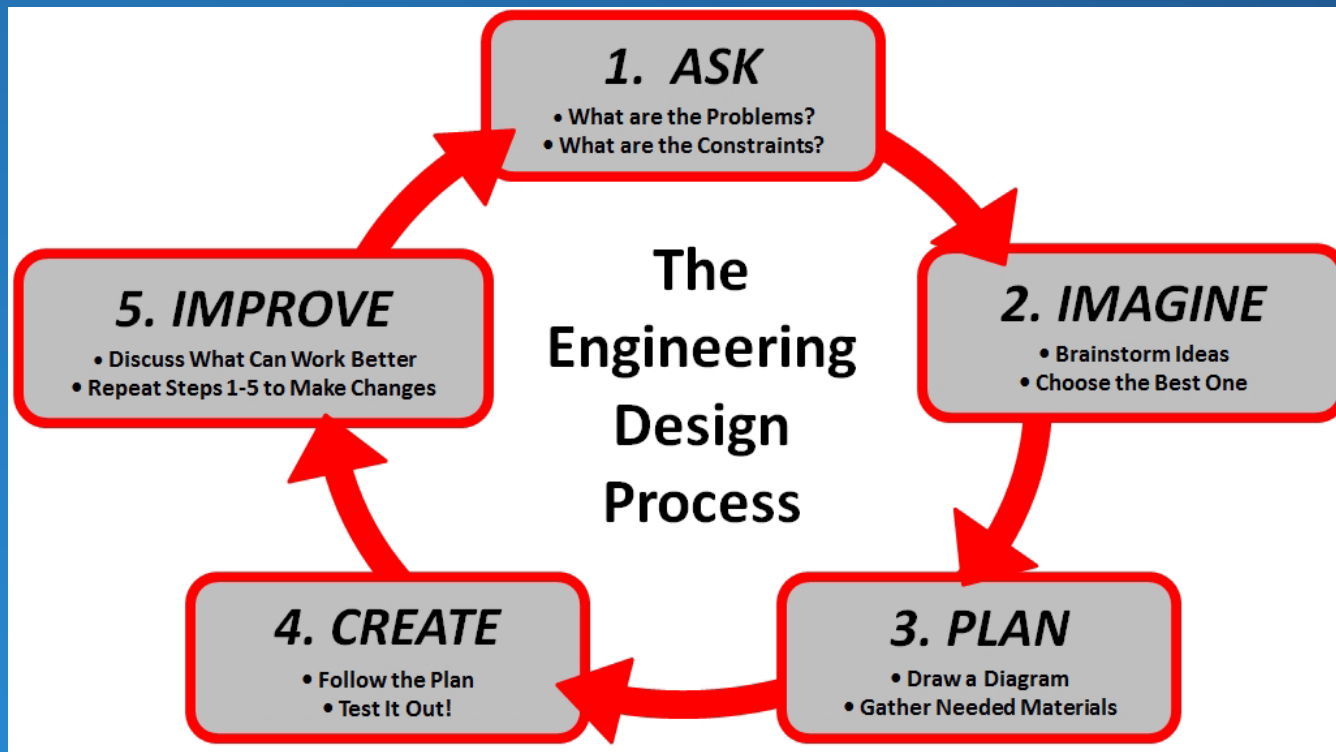 1. ASK
• What are the Problems?
• What are the Constraints?
The
Engineering
Design
Process
2. IMAGINE
• Brainstorm Ideas
• Choose the Best One
3. PLAN
• Draw a Diagram
• Gather Needed Materials
4. CREATE
• Follow the Plan
• Test It Out!
5. IMPROVE
• Discuss What Can Work Better
• Repeat Steps 1-5 to Make Changes